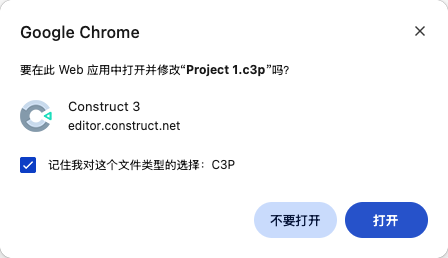 Google Chrome
要在此 Web 应用中打开并修改“Project 1.c3p”吗?
Construct 3
editor.construct.net
记住我对这个文件类型的选择：C3P
不要打开
打开